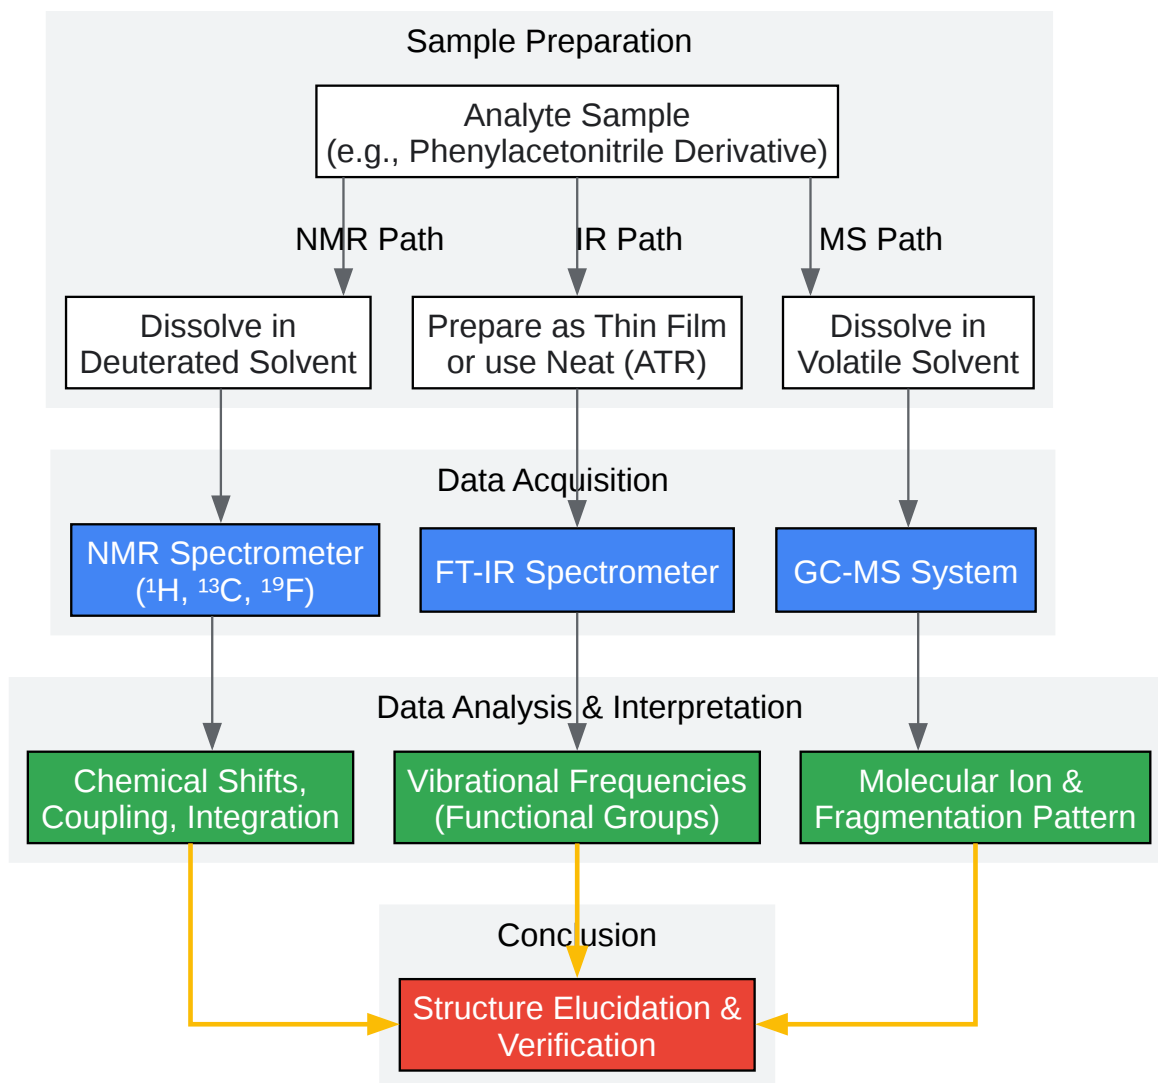 Sample Preparation
Analyte Sample
(e.g., Phenylacetonitrile Derivative)
NMR Path
IR Path
MS Path
Dissolve in
Deuterated Solvent
Prepare as Thin Film
or use Neat (ATR)
Dissolve in
Volatile Solvent
Data Acquisition
NMR Spectrometer
(¹H, ¹³C, ¹⁹F)
FT-IR Spectrometer
GC-MS System
Data Analysis & Interpretation
Chemical Shifts,
Coupling, Integration
Vibrational Frequencies
(Functional Groups)
Molecular Ion &
Fragmentation Pattern
Conclusion
Structure Elucidation &
Verification